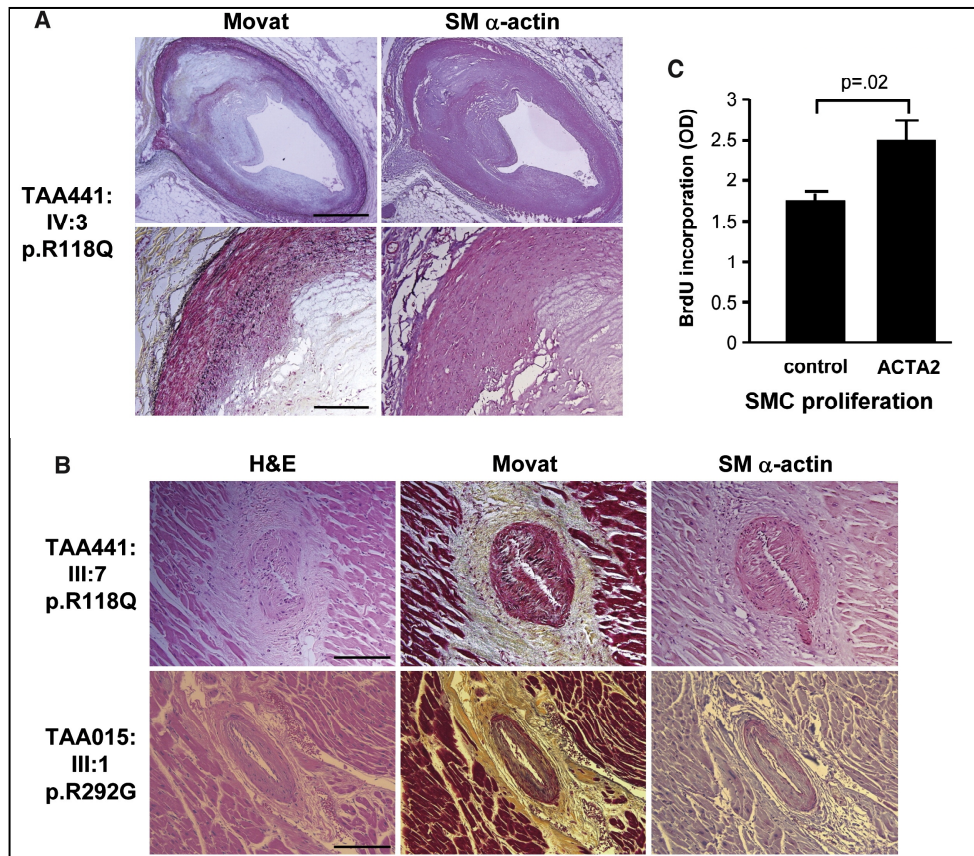 A
Movat
SM α-actin
TAA441:
IV:3
p.R118Q
C
p=.02
BrdU incorporation (OD)
3
2.5
2
1.5
1
0.5
0
control
ACTA2
SMC proliferation
B
H&E
Movat
SM α-actin
TAA441:
III:7
p.R118Q
TAA015:
III:1
p.R292G